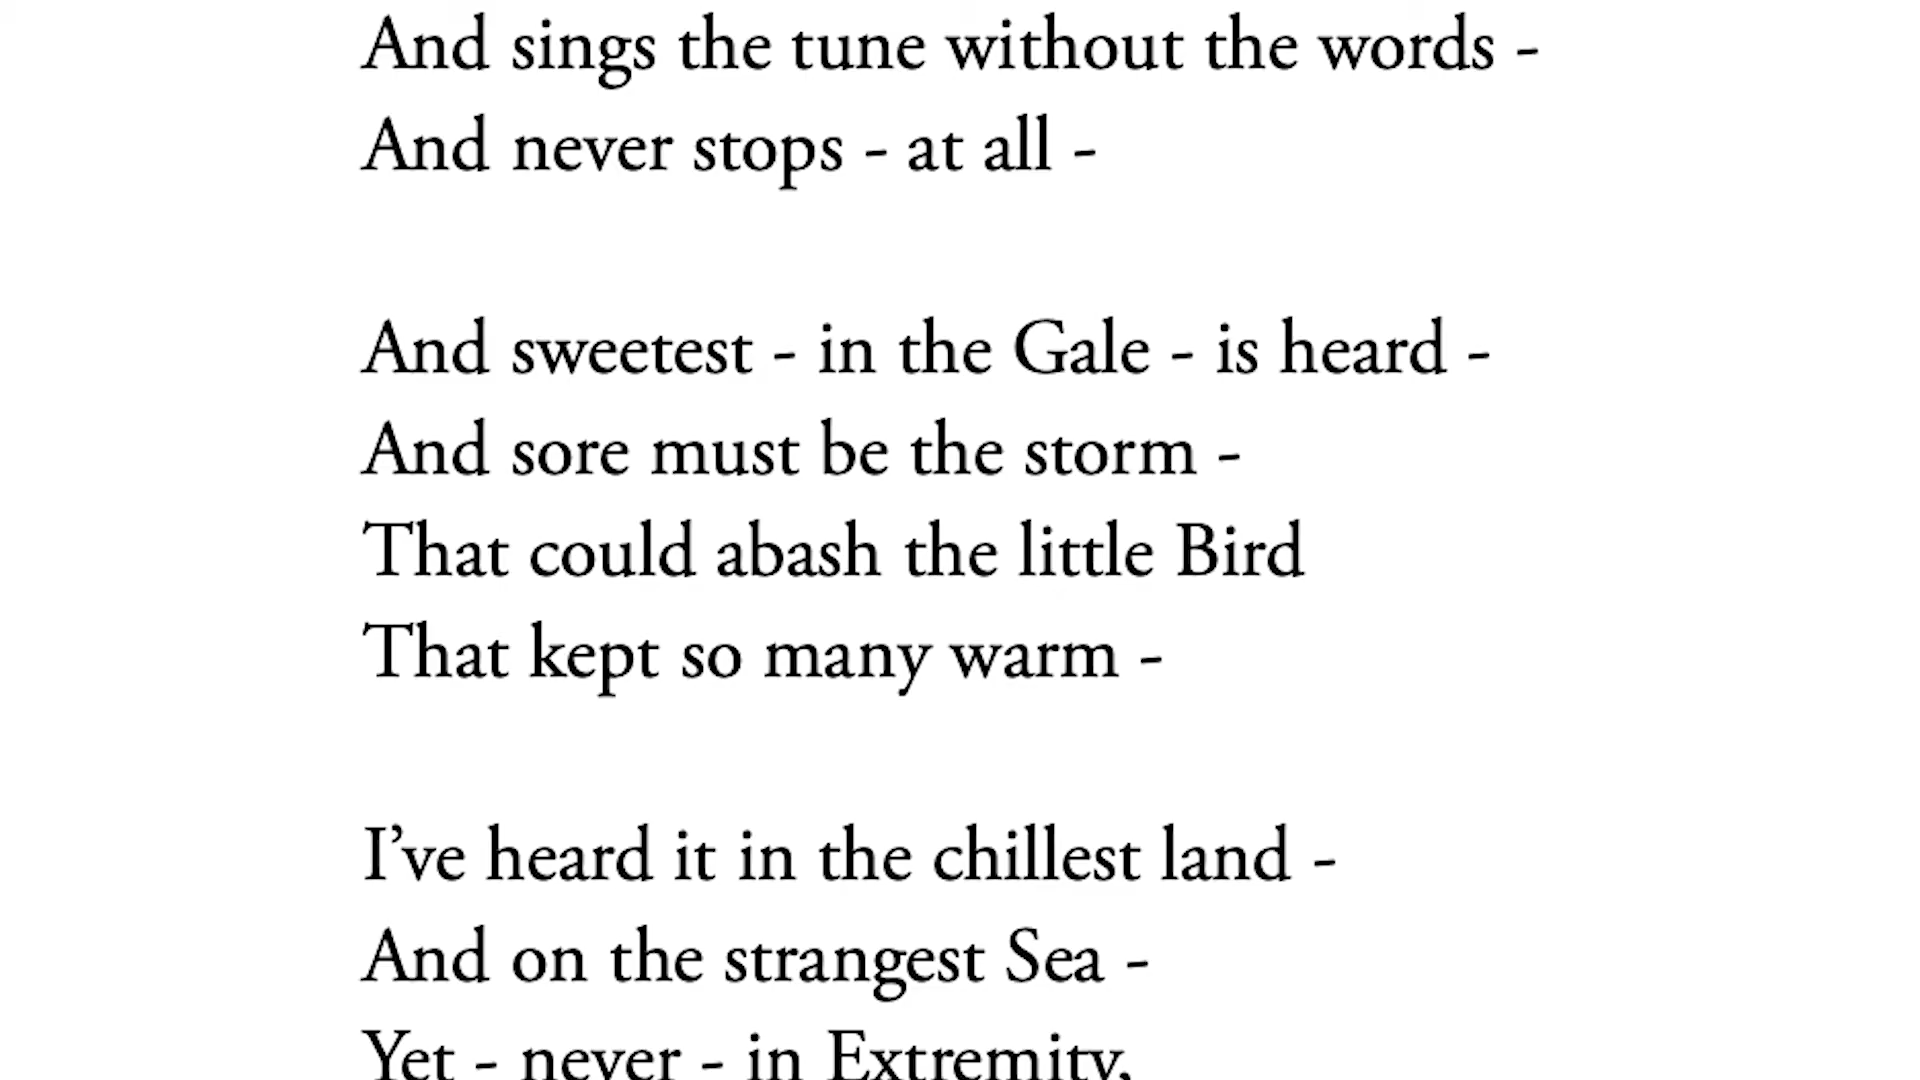 And sings the tune without the words -
And never stops - at all -
And sweetest - in the Gale - is heard -
And sore must be the storm -
That could abash the little Bird
That kept so many warm -
I’ve heard it in the chillest land -
And on the strangest Sea -
Yet - never - in Extremity,